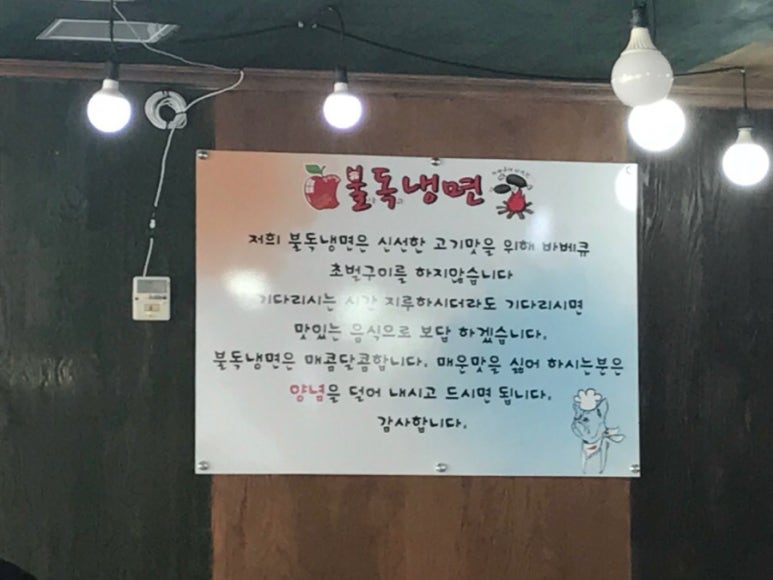 불독냉면
저희 불독냉면은 신선한 고기맛을 위해 바베큐
초벌구이를 하지않습니다
기다리시는 시간 지루하시더라도 기다리시면
맛있는 음식으로 보답 하겠습니다.
불독냉면은 매콤달콤합니다. 매운맛을 싫어 하시는분은
양념을 덜어 내시고 드시면 됩니다.
감사합니다.